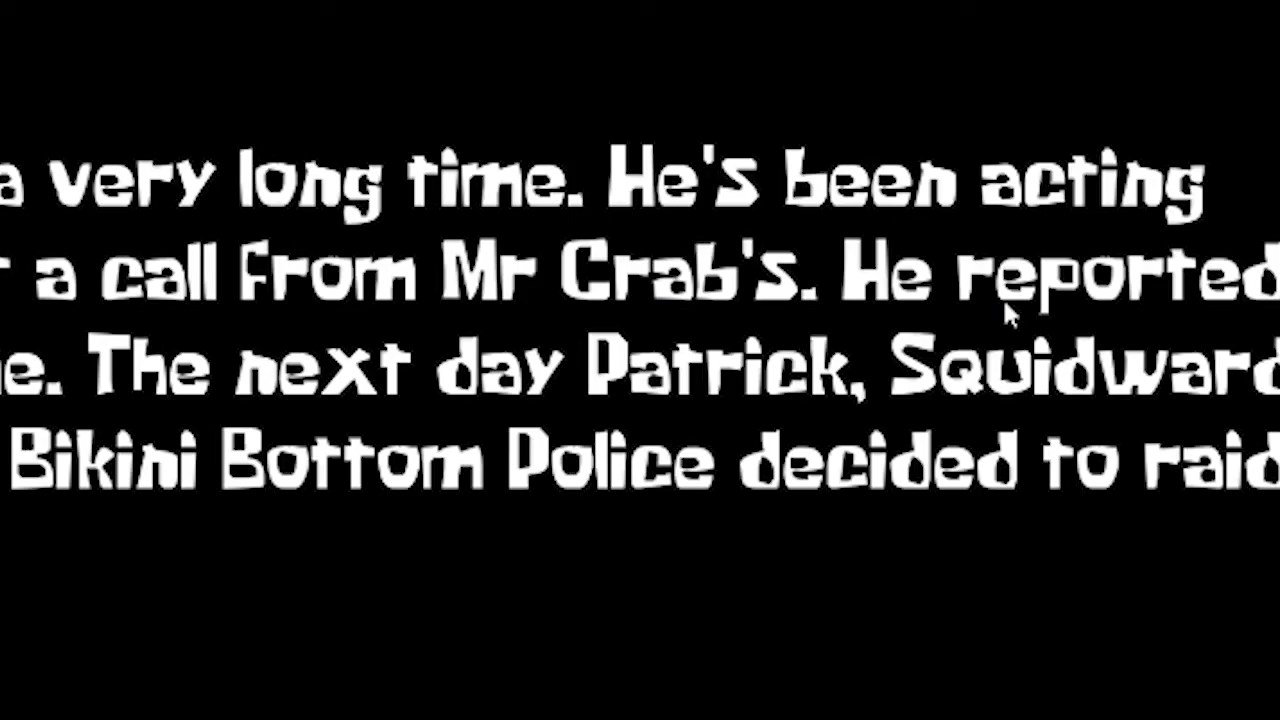 a very long time. He's been acting
a call from Mr Crab's. He reported
e. The next day Patrick, Squidward
Bikini Bottom Police decided to raid